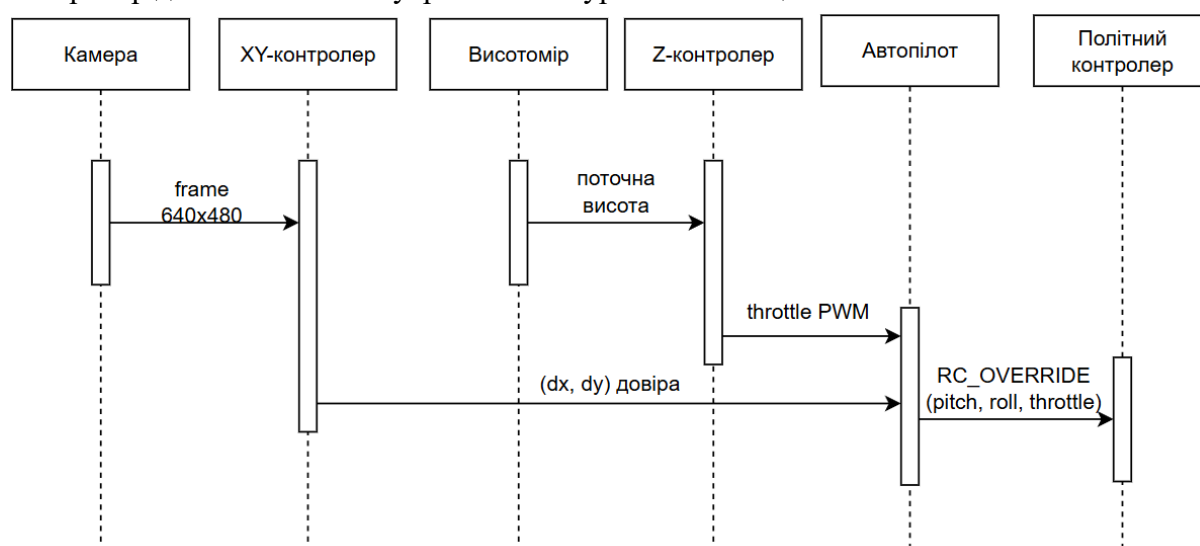 Камера
XY-контролер
Висотомір
Z-контролер
Автопілот
Політний
контролер
frame
640x480
поточна
висота
throttle PWM
(dx, dy) довіра
RC_OVERRIDE
(pitch, roll, throttle)